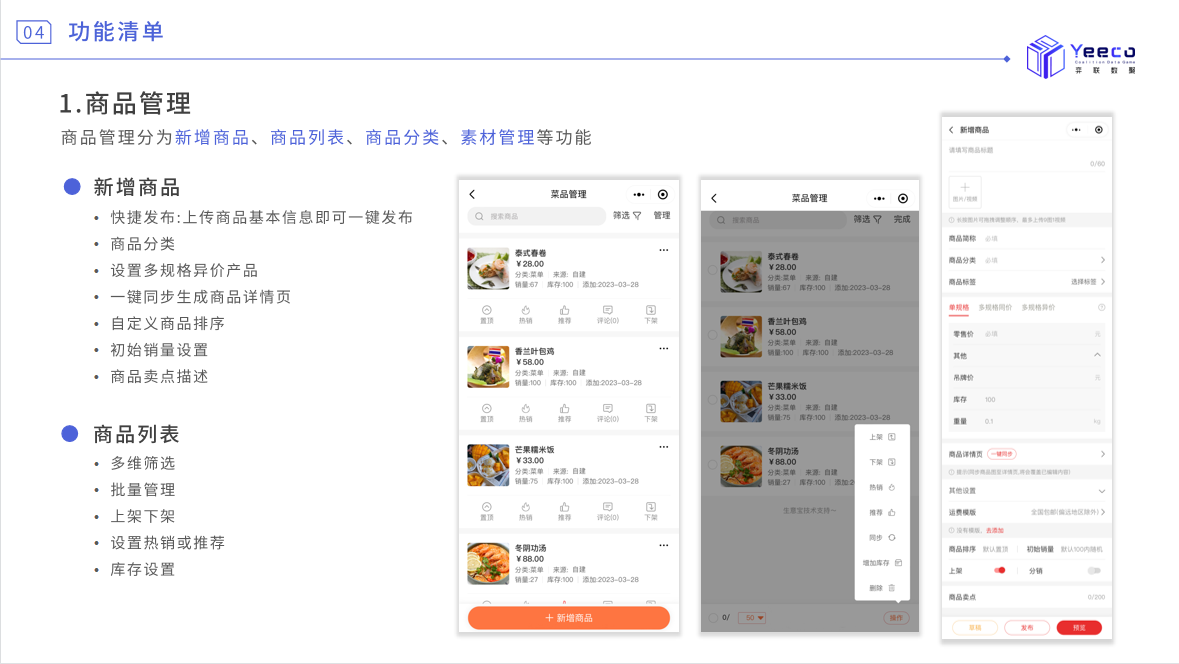 04 功能清单
Yeeco
弈联数聚
1.商品管理
商品管理分为新增商品、商品列表、商品分类、素材管理等功能
新增商品
• 快捷发布:上传商品基本信息即可一键发布
• 商品分类
• 设置多规格异价产品
• 一键同步生成商品详情页
• 自定义商品排序
• 初始销量设置
• 商品卖点描述
商品列表
• 多维筛选
• 批量管理
• 上架下架
• 设置热销或推荐
• 库存设置
菜品管理
搜索商品 筛选 管理
泰式春卷
¥28.00
分类:菜单 来源: 自建
销量:67 库存:100 添加:2023-03-28
置顶 热销 推荐 评论(0) 下架
香兰叶包鸡
¥58.00
分类:菜单 来源: 自建
销量:100 库存:100 添加:2023-03-28
置顶 热销 推荐 评论(0) 下架
芒果糯米饭
¥33.00
分类:菜单 来源: 自建
销量:75 库存:100 添加:2023-03-28
置顶 热销 推荐 评论(0) 下架
冬阴功汤
¥88.00
分类:菜单 来源: 自建
销量:27 库存:100 添加:2023-03-28
+ 新增商品
菜品管理
搜索商品 筛选 完成
泰式春卷
¥28.00
分类:菜单 来源: 自建
销量:67 库存:100 添加:2023-03-28
香兰叶包鸡
¥58.00
分类:菜单 来源: 自建
销量:100 库存:100 添加:2023-03-28
芒果糯米饭
¥33.00
分类:菜单 来源: 自建
销量:75 库存:100 添加:2023-03-28
冬阴功汤
¥88.00
分类:菜单 来源: 自建
销量:27 库存:100 添加:2
生意宝技术支持~
上架
下架
热销
推荐
同步
增加库存
删除
0/ 50 操作
新增商品
请填写商品标题
0/60
图片/视频
长按图片可拖拽调整顺序，最多上传9图1视频
商品简称 必填
商品分类 必填
商品标签 选择标签
单规格 多规格同价 多规格异价
零售价 必填 元
其他
吊牌价 元
库存 100
重量 0.1 kg
商品详情页 一键同步
其他设置
运费模版 全国包邮(偏远地区除外)
没有模版，去添加
商品排序 默认置顶 初始销量 默认100内随机
上架 分销
商品卖点 0/200
草稿 发布 预览